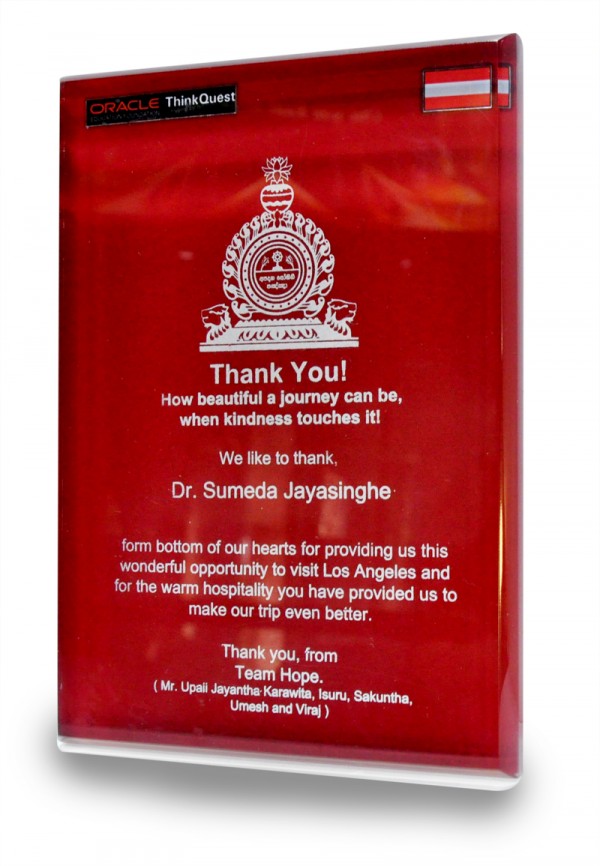 ORACLE ThinkQuest
Thank You!
How beautiful a journey can be,
when kindness touches it!
We like to thank,
Dr. Sumeda Jayasinghe
form bottom of our hearts for providing us this
wonderful opportunity to visit Los Angeles and
for the warm hospitality you have provided us to
make our trip even better.
Thank you, from
Team Hope.
( Mr. Upali Jayantha Karawita, Isuru, Sakuntha,
Umesh and Viraj )